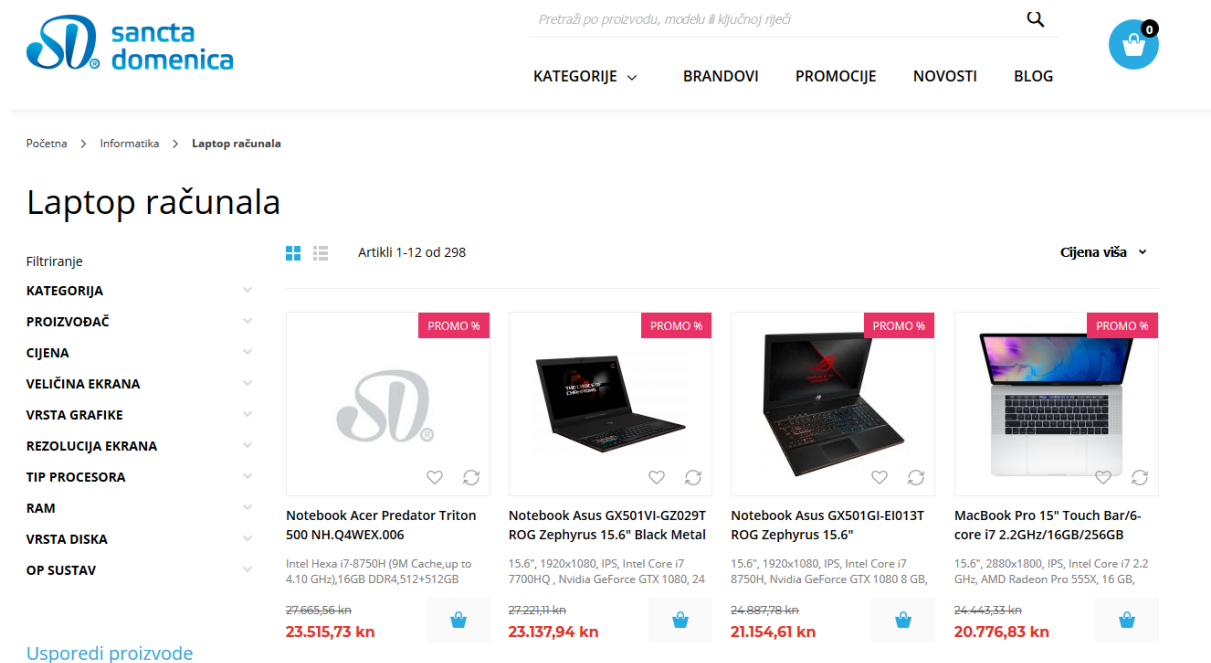 sancta
domenica
Pretraži po proizvodu, modelu ili ključnoj riječi
0
KATEGORIJE
BRANDOVI
PROMOCIJE
NOVOSTI
BLOG
Početna > Informatika > Laptop računala
Laptop računala
Filtriranje
KATEGORIJA
PROIZVOĐAČ
CIJENA
VELIČINA EKRANA
VRSTA GRAFIKE
REZOLUCIJA EKRANA
TIP PROCESORA
RAM
VRSTA DISKA
OP SUSTAV
Usporedi proizvode
Artikli 1-12 od 298
Cijena viša
PROMO %
Notebook Acer Predator Triton
500 NH.Q4WEX.006
Intel Hexa i7-8750H (9M Cache,up to
4.10 GHz),16GB DDR4,512+512GB
27.665,56 kn
23.515,73 kn
PROMO %
Notebook Asus GX501VI-GZ029T
ROG Zephyrus 15.6" Black Metal
15.6", 1920x1080, IPS, Intel Core i7
7700HQ , Nvidia GeForce GTX 1080, 24
27.221,11 kn
23.137,94 kn
PROMO %
Notebook Asus GX501GI-EI013T
ROG Zephyrus 15.6"
15.6", 1920x1080, IPS, Intel Core i7
8750H, Nvidia GeForce GTX 1080 8 GB,
24.887,78 kn
21.154,61 kn
PROMO %
MacBook Pro 15" Touch Bar/6-
core i7 2.2GHz/16GB/256GB
15.6", 2880x1800, IPS, Intel Core i7 2.2
GHz, AMD Radeon Pro 555X, 16 GB,
24.443,33 kn
20.776,83 kn